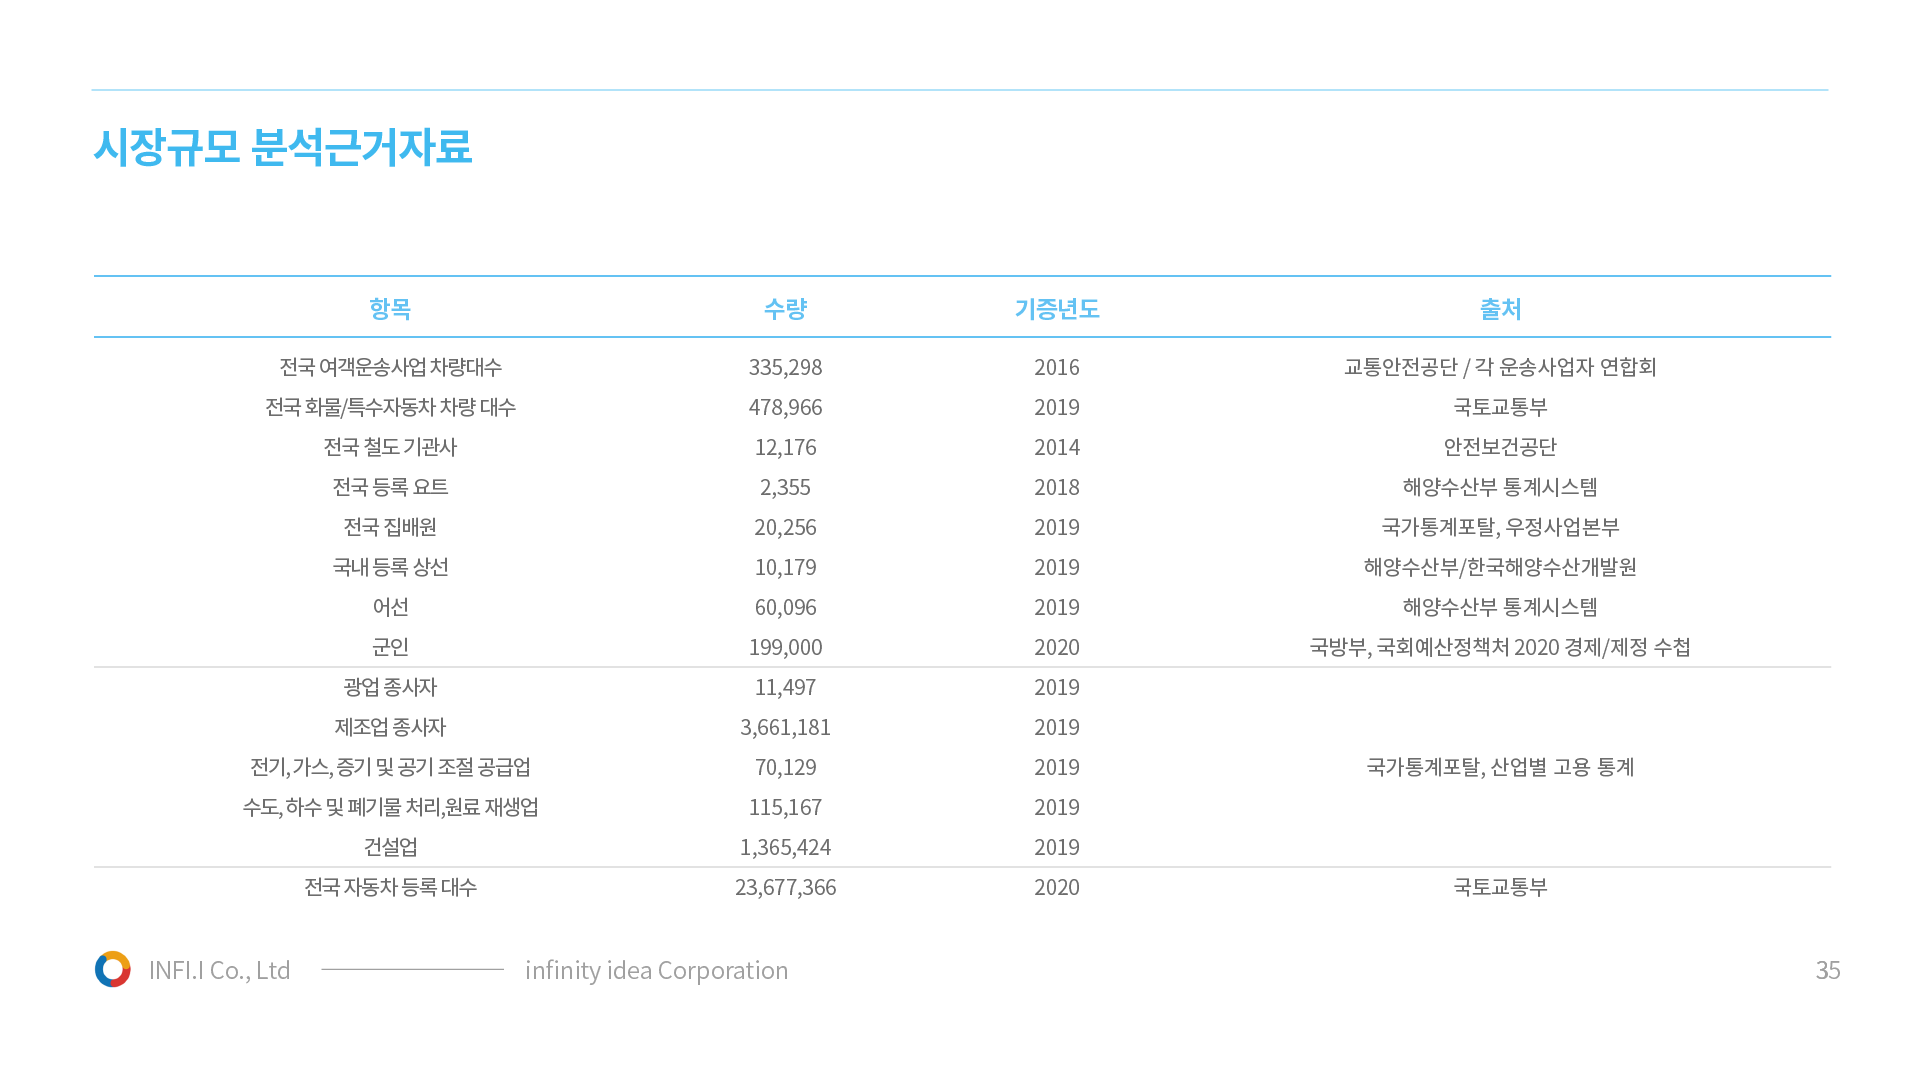 시장규모 분석근거자료
항목 수량 기증년도 출처
전국 여객운송사업 차량대수 335,298 2016 교통안전공단 / 각 운송사업자 연합회
전국 화물/특수자동차 차량 대수 478,966 2019 국토교통부
전국 철도 기관사 12,176 2014 안전보건공단
전국 등록 요트 2,355 2018 해양수산부 통계시스템
전국 집배원 20,256 2019 국가통계포탈, 우정사업본부
국내 등록 상선 10,179 2019 해양수산부/한국해양수산개발원
어선 60,096 2019 해양수산부 통계시스템
군인 199,000 2020 국방부, 국회예산정책처 2020 경제/제정 수첩
광업 종사자 11,497 2019
제조업 종사자 3,661,181 2019
전기, 가스, 증기 및 공기 조절 공급업 70,129 2019 국가통계포탈, 산업별 고용 통계
수도, 하수 및 폐기물 처리,원료 재생업 115,167 2019
건설업 1,365,424 2019
전국 자동차 등록 대수 23,677,366 2020 국토교통부
INFI.I Co., Ltd infinity idea Corporation 35